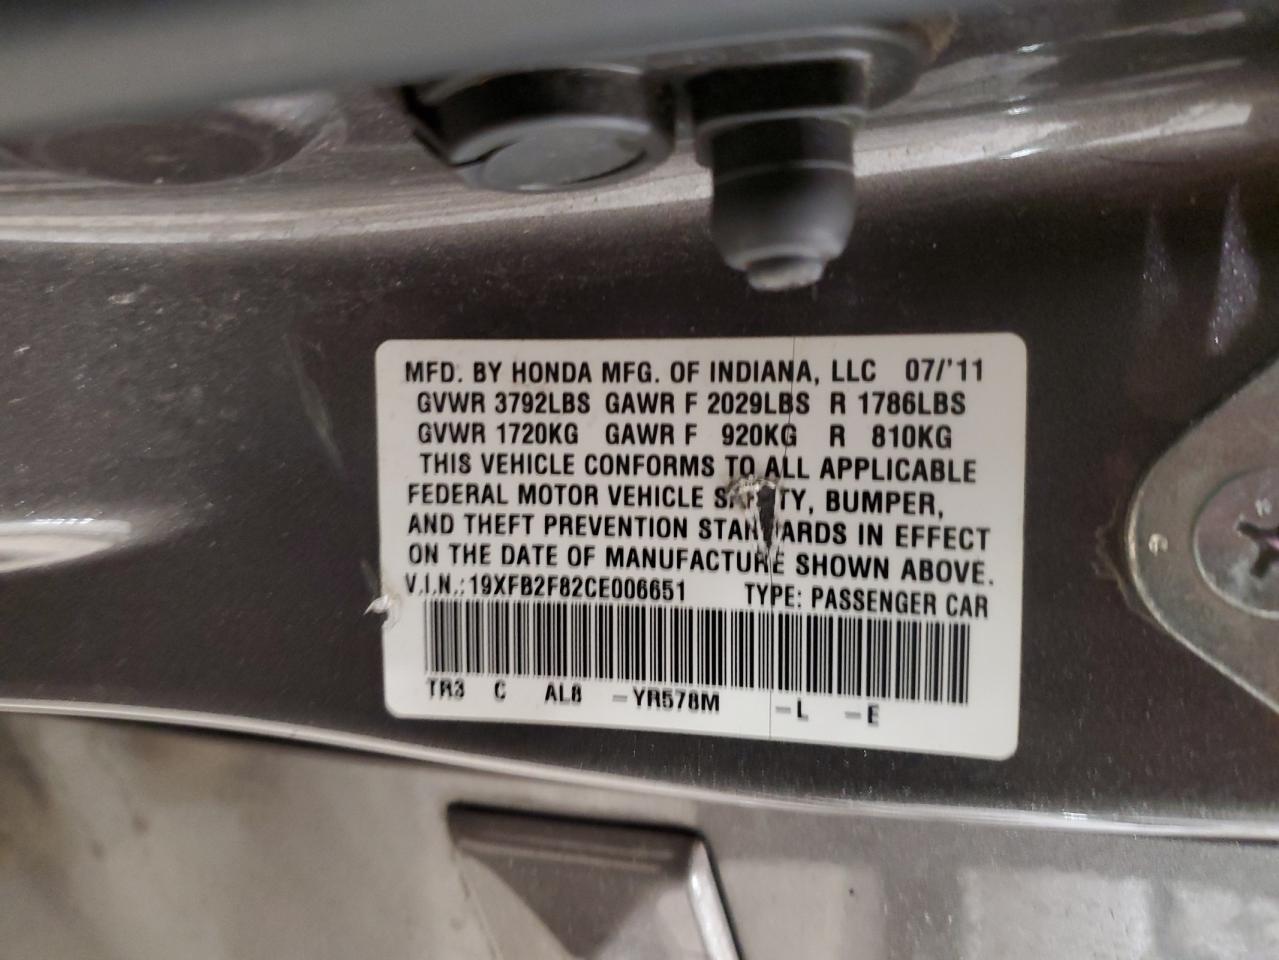 MFD. BY HONDA MFG. OF INDIANA, LLC 07/'11
GVWR 3792LBS GAWR F 2029LBS R 1786LBS
GVWR 1720KG GAWR F 920KG R 810KG
THIS VEHICLE CONFORMS TO ALL APPLICABLE
FEDERAL MOTOR VEHICLE SAFETY, BUMPER,
AND THEFT PREVENTION STANDARDS IN EFFECT
ON THE DATE OF MANUFACTURE SHOWN ABOVE.
V.I.N.: 19XFB2F82CE006651 TYPE: PASSENGER CAR
TR3 C AL8 -YR578M -L -E